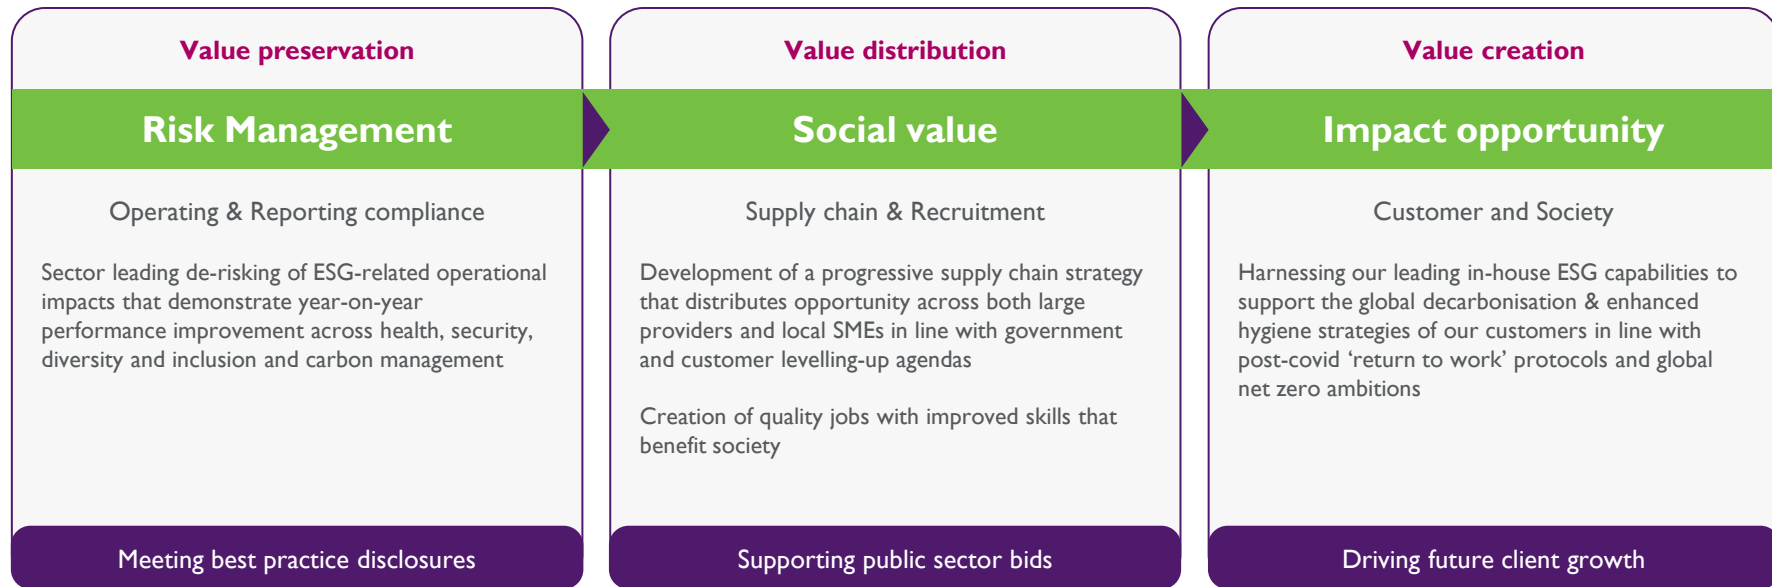 Value preservation
Risk Management
Operating & Reporting compliance
Sector leading de-risking of ESG-related operational
impacts that demonstrate year-on-year
performance improvement across health, security,
diversity and inclusion and carbon management
Meeting best practice disclosures
Value distribution
Social value
Supply chain & Recruitment
Development of a progressive supply chain strategy
that distributes opportunity across both large
providers and local SMEs in line with government
and customer levelling-up agendas
Creation of quality jobs with improved skills that
benefit society
Supporting public sector bids
Value creation
Impact opportunity
Customer and Society
Harnessing our leading in-house ESG capabilities to
support the global decarbonisation & enhanced
hygiene strategies of our customers in line with
post-covid ‘return to work’ protocols and global
net zero ambitions
Driving future client growth